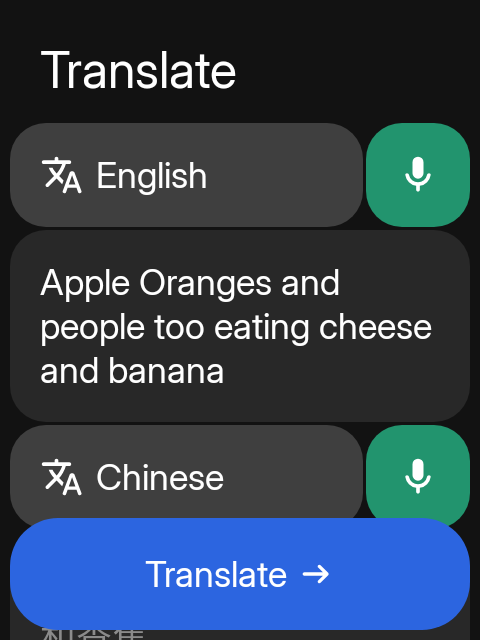 Translate
English
Apple Oranges and
people too eating cheese
and banana
Chinese
Translate →